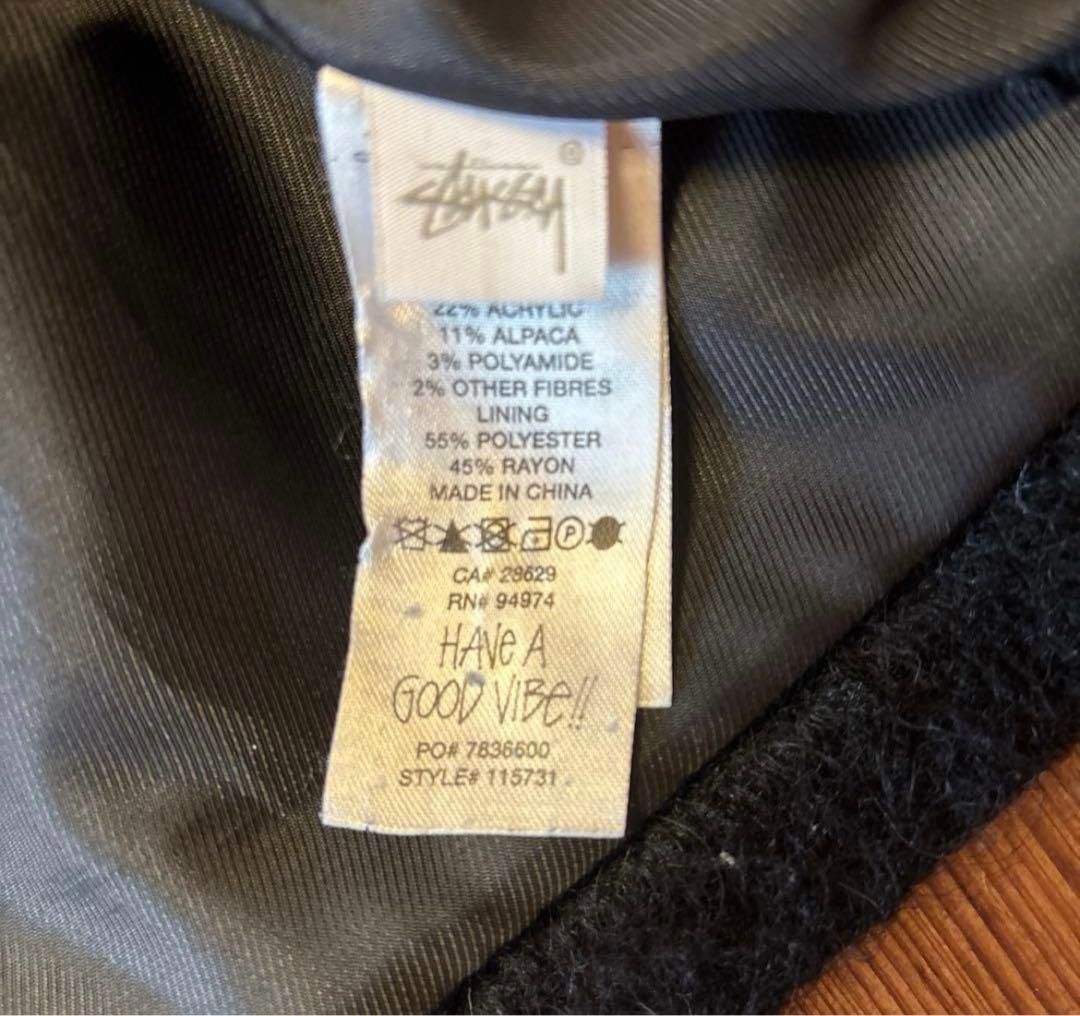 STÜSSY ®
22% ACRYLIC
11% ALPACA
3% POLYAMIDE
2% OTHER FIBRES
LINING
55% POLYESTER
45% RAYON
MADE IN CHINA
P
CA# 29629
RN# 94974
HAVE A
GOOD VIBE!!
PO# 7836600
STYLE# 115731